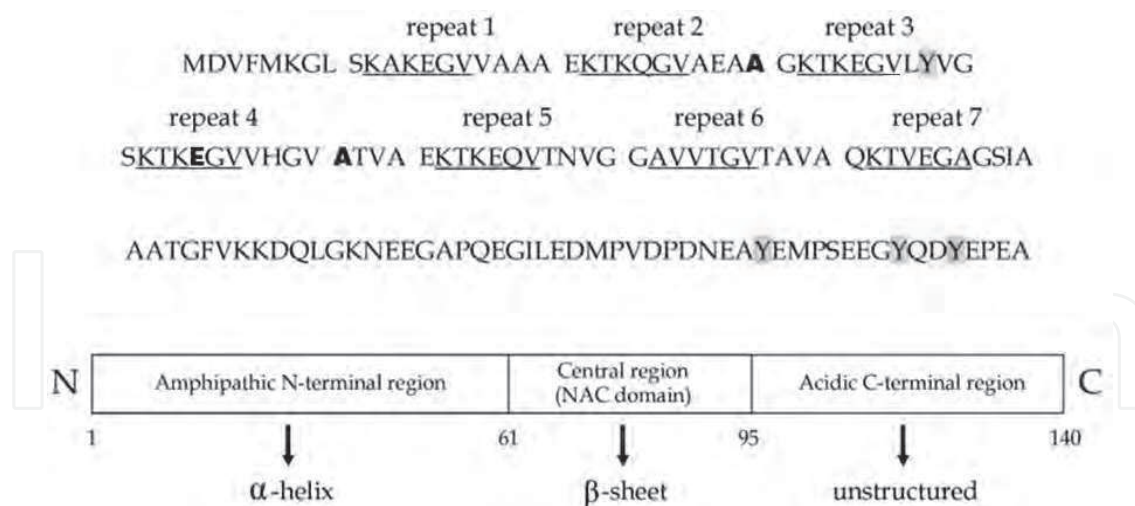 repeat 1 repeat 2 repeat 3
MDVFMKGL SKAKEGVVAAA EKTKQGVAEAA GKTKEGVLYVG
repeat 4 repeat 5 repeat 6 repeat 7
SKTKEGVVHGV ATVA EKTKEQVTNVG GAVVTGVTAVA QKTVEGAGSIA
AATGFVKKDQLGKNEEGAPQEGILEDMPVDPDNEAYEMPSEEGYQDYEPEA
N Amphipathic N-terminal region Central region (NAC domain) Acidic C-terminal region C
1 61 95 140
α-helix β-sheet unstructured